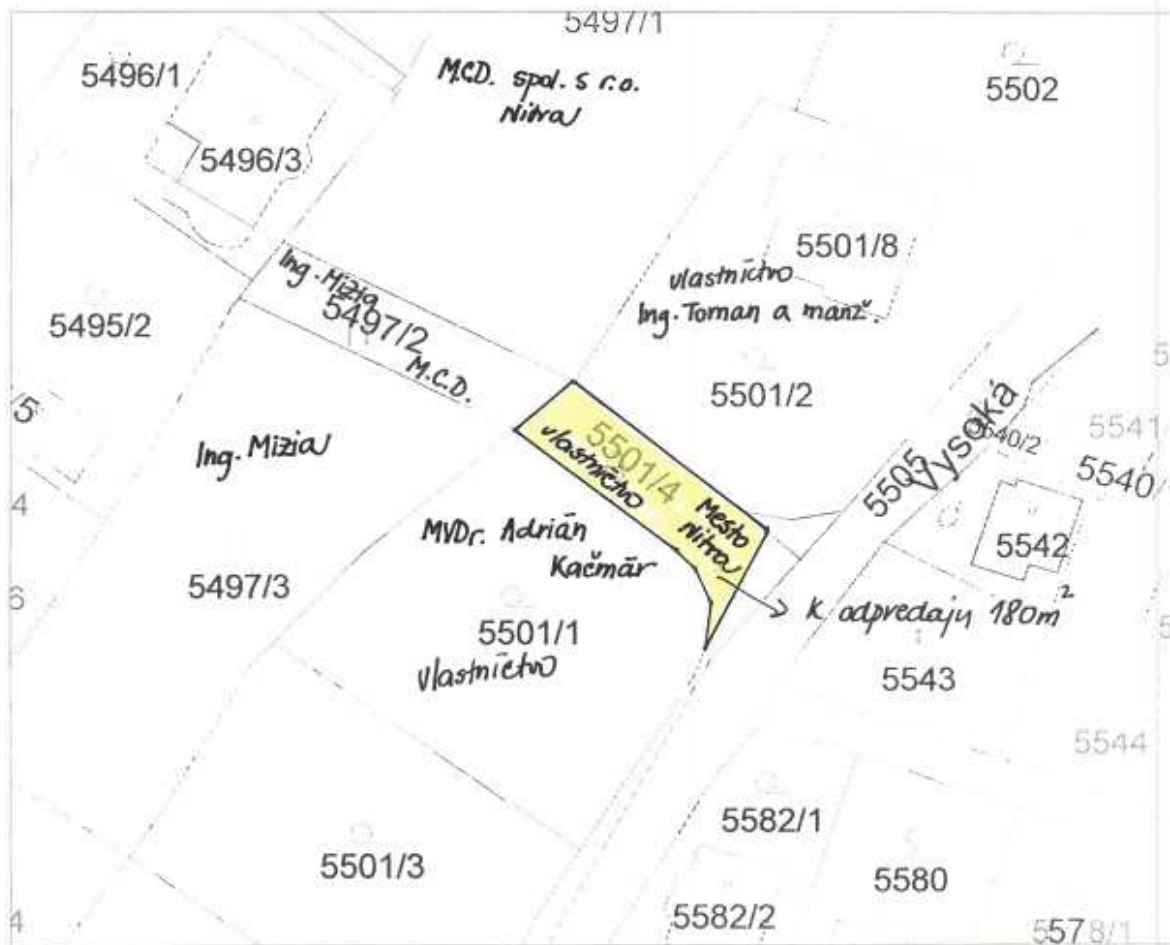 5497/1
5496/1
M.C.D. spol. s r.o.
Nitra
5502
5496/3
5501/8
Ing. Mizia
vlastníctvo
Ing. Toman a manž.
5495/2
5497/2
M.C.D.
5501/2
Vysoká
5505
5540/2
5541
5540/
5501/4
vlastníctvo
Mesto
Nitra
Ing. Mizia
MVDr. Adrián
Kačmár
5542
5497/3
K odpredaju 180m²
5501/1
vlastníctvo
5543
5544
5582/1
5501/3
5580
5582/2
5578/1